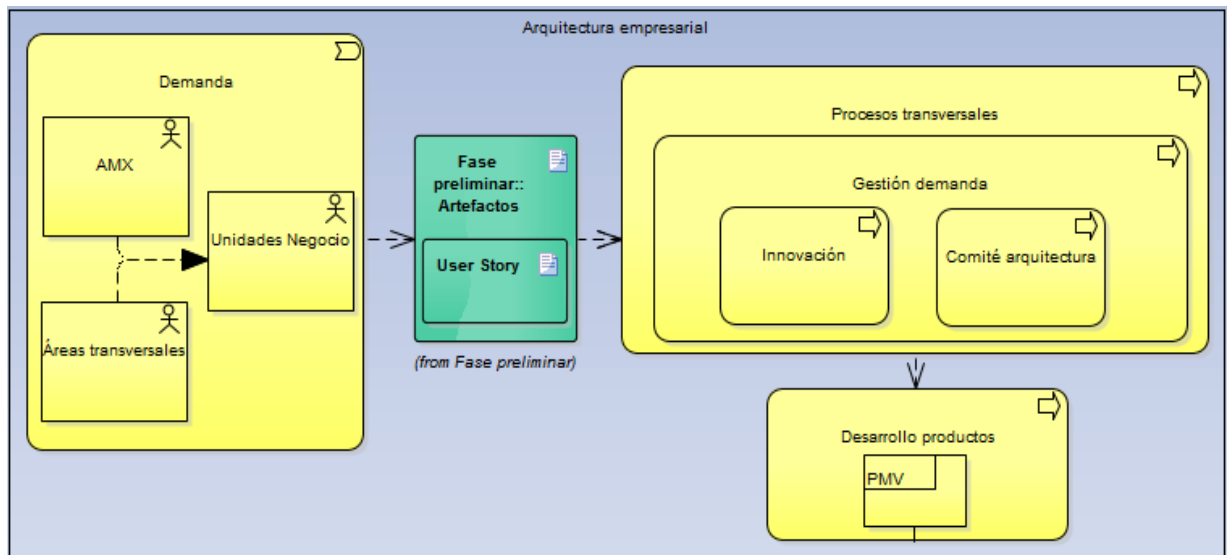 Arquitectura empresarial
Demanda
AMX
Unidades Negocio
Áreas transversales
Fase
preliminar::
Artefactos
User Story
(from Fase preliminar)
Procesos transversales
Gestión demanda
Innovación
Comité arquitectura
Desarrollo productos
PMV